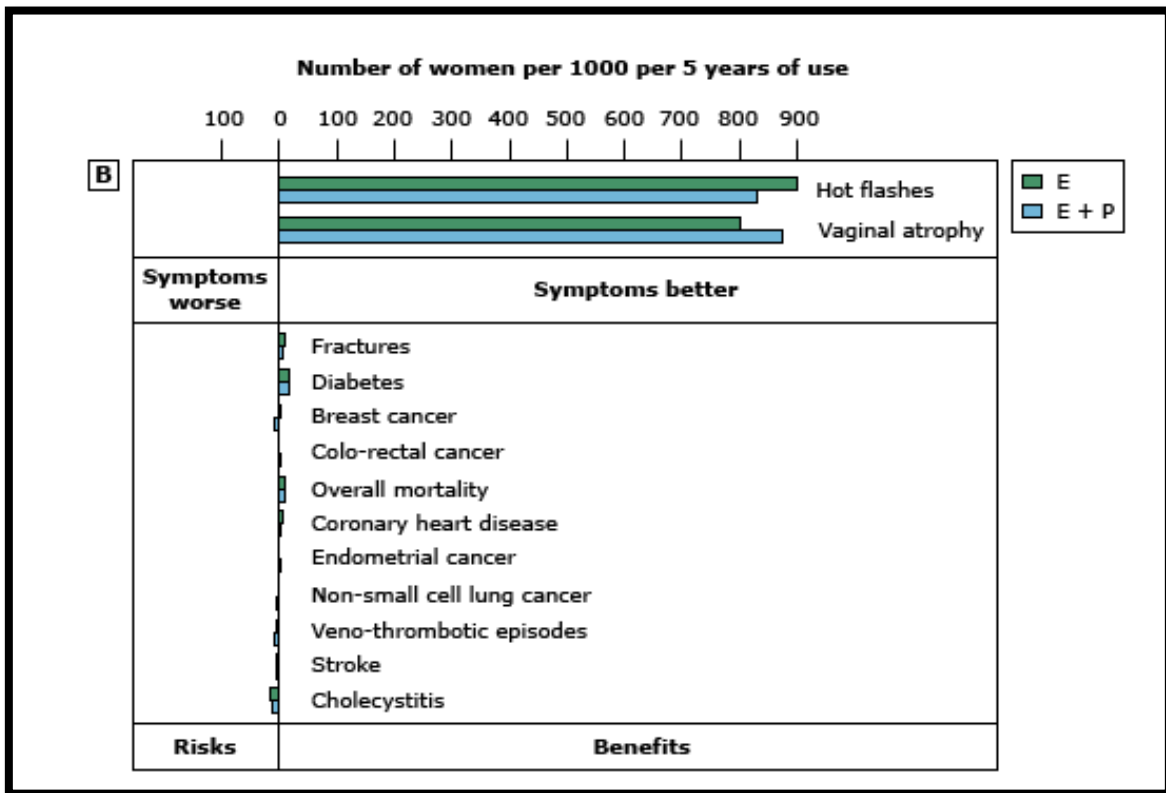 Number of women per 1000 per 5 years of use
100 0 100 200 300 400 500 600 700 800 900
B
E
E + P
Hot flashes
Vaginal atrophy
Symptoms
worse
Symptoms better
Fractures
Diabetes
Breast cancer
Colo-rectal cancer
Overall mortality
Coronary heart disease
Endometrial cancer
Non-small cell lung cancer
Veno-thrombotic episodes
Stroke
Cholecystitis
Risks
Benefits